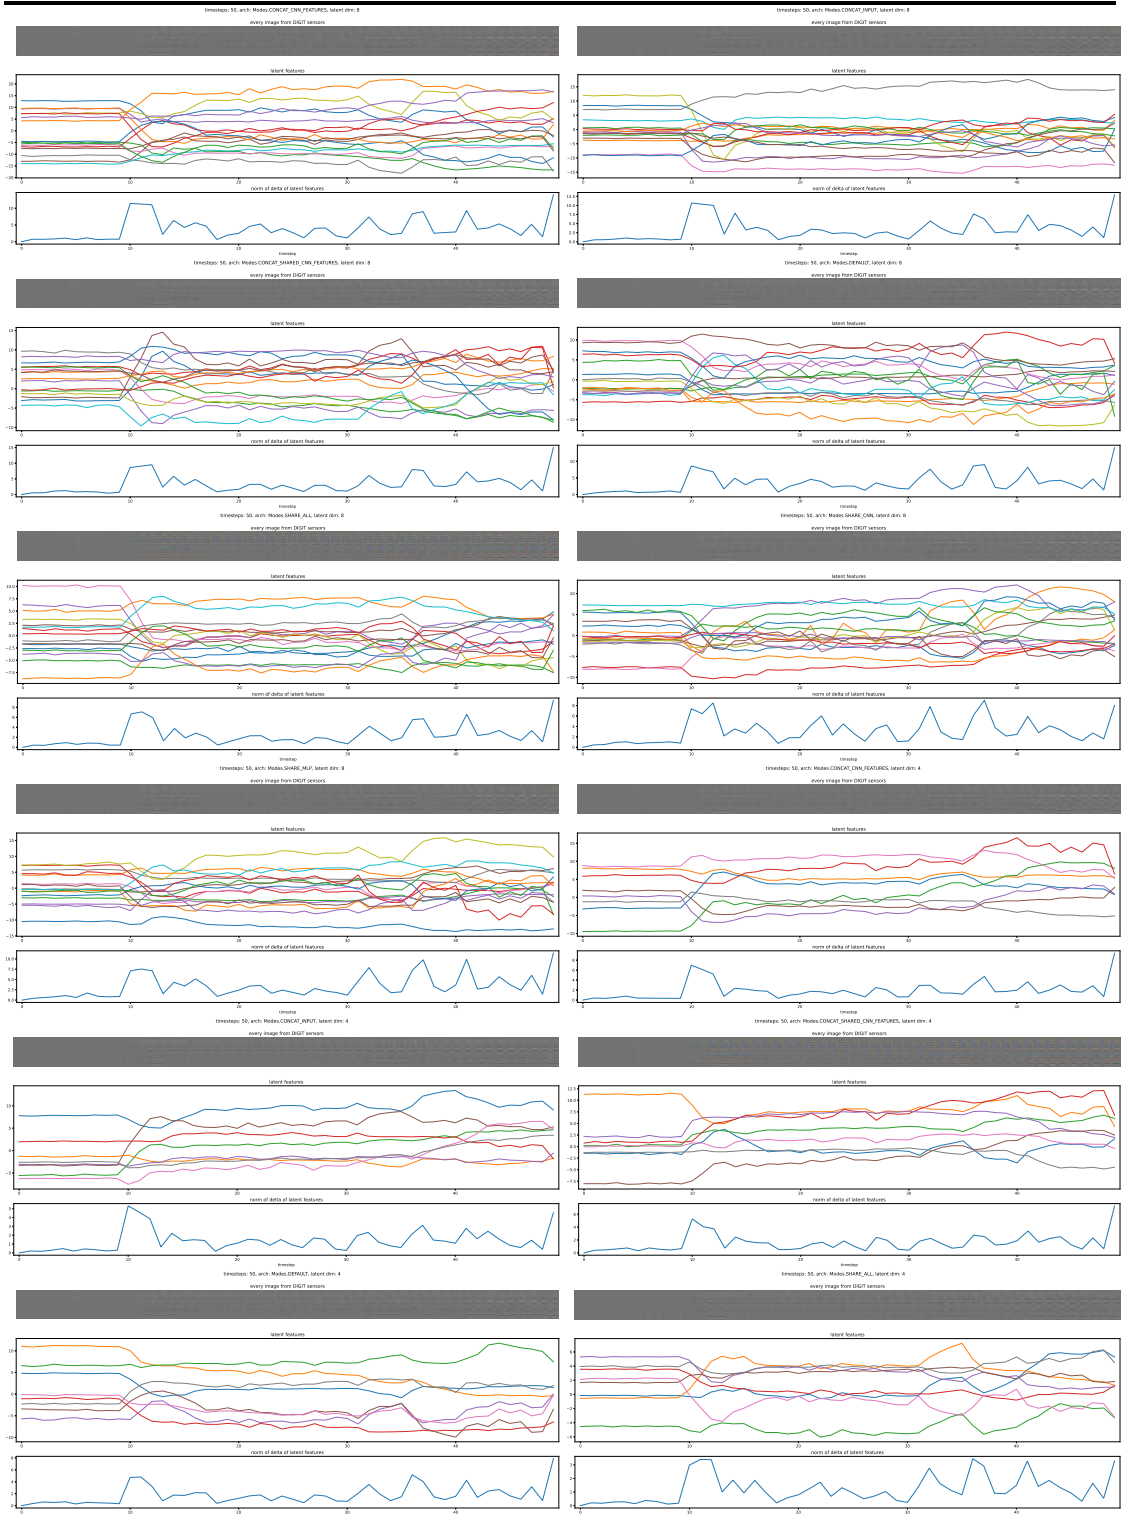 timesteps: 50, arch: Modes.CONCAT_CNN_FEATURES, latent dim: 8
every image from DIGIT sensors
latent features
norm of delta of latent features
timestep
timesteps: 50, arch: Modes.CONCAT_INPUT, latent dim: 8
every image from DIGIT sensors
latent features
norm of delta of latent features
timestep
timesteps: 50, arch: Modes.CONCAT_SHARED_CNN_FEATURES, latent dim: 8
every image from DIGIT sensors
latent features
norm of delta of latent features
timestep
timesteps: 50, arch: Modes.DEFAULT, latent dim: 8
every image from DIGIT sensors
latent features
norm of delta of latent features
timestep
timesteps: 50, arch: Modes.SHARE_ALL, latent dim: 8
every image from DIGIT sensors
latent features
norm of delta of latent features
timestep
timesteps: 50, arch: Modes.SHARE_CNN, latent dim: 8
every image from DIGIT sensors
latent features
norm of delta of latent features
timestep
timesteps: 50, arch: Modes.SHARE_MLP, latent dim: 8
every image from DIGIT sensors
latent features
norm of delta of latent features
timestep
timesteps: 50, arch: Modes.CONCAT_CNN_FEATURES, latent dim: 4
every image from DIGIT sensors
latent features
norm of delta of latent features
timestep
timesteps: 50, arch: Modes.CONCAT_INPUT, latent dim: 4
every image from DIGIT sensors
latent features
norm of delta of latent features
timestep
timesteps: 50, arch: Modes.CONCAT_SHARED_CNN_FEATURES, latent dim: 4
every image from DIGIT sensors
latent features
norm of delta of latent features
timestep
timesteps: 50, arch: Modes.DEFAULT, latent dim: 4
every image from DIGIT sensors
latent features
norm of delta of latent features
timesteps: 50, arch: Modes.SHARE_ALL, latent dim: 4
every image from DIGIT sensors
latent features
norm of delta of latent features